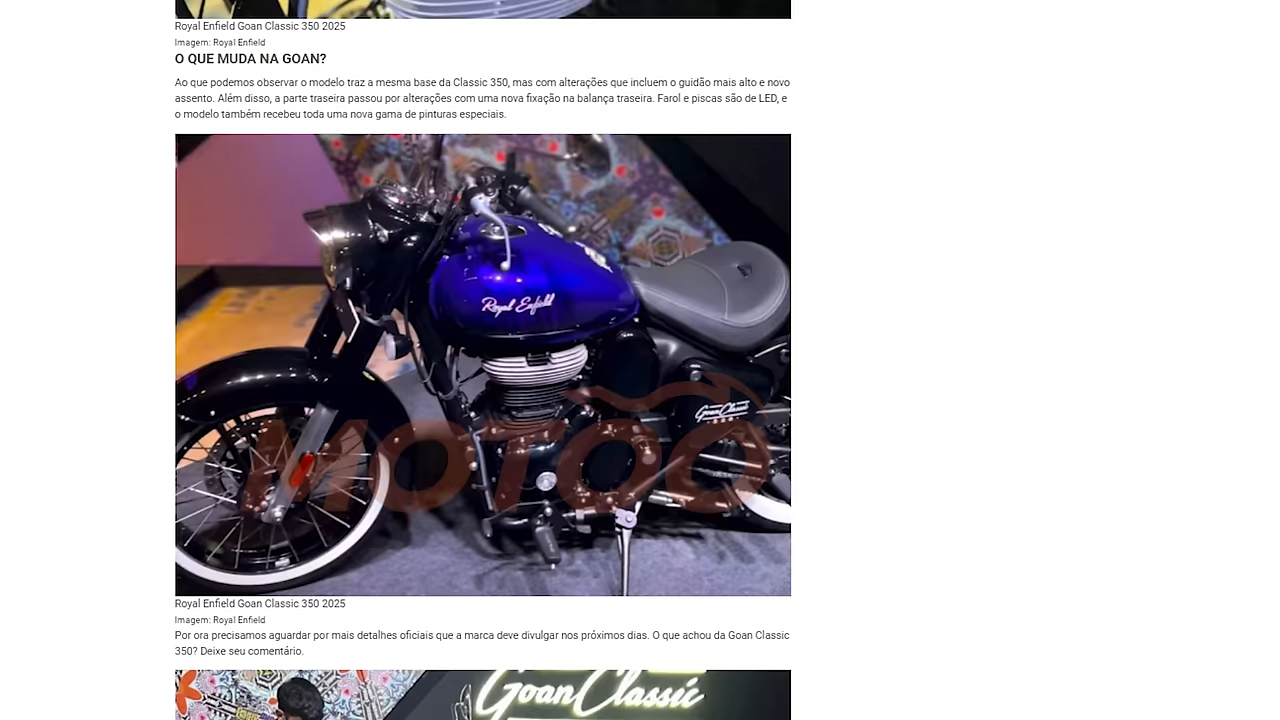 Royal Enfield Goan Classic 350 2025
Imagem: Royal Enfield
O QUE MUDA NA GOAN?
Ao que podemos observar o modelo traz a mesma base da Classic 350, mas com alterações que incluem o guidão mais alto e novo
assento. Além disso, a parte traseira passou por alterações com uma nova fixação na balança traseira. Farol e piscas são de LED, e
o modelo também recebeu toda uma nova gama de pinturas especiais.
Royal Enfield
Goan Classic
MOTOO
Royal Enfield Goan Classic 350 2025
Imagem: Royal Enfield
Por ora precisamos aguardar por mais detalhes oficiais que a marca deve divulgar nos próximos dias. O que achou da Goan Classic
350? Deixe seu comentário.
Goan Classic